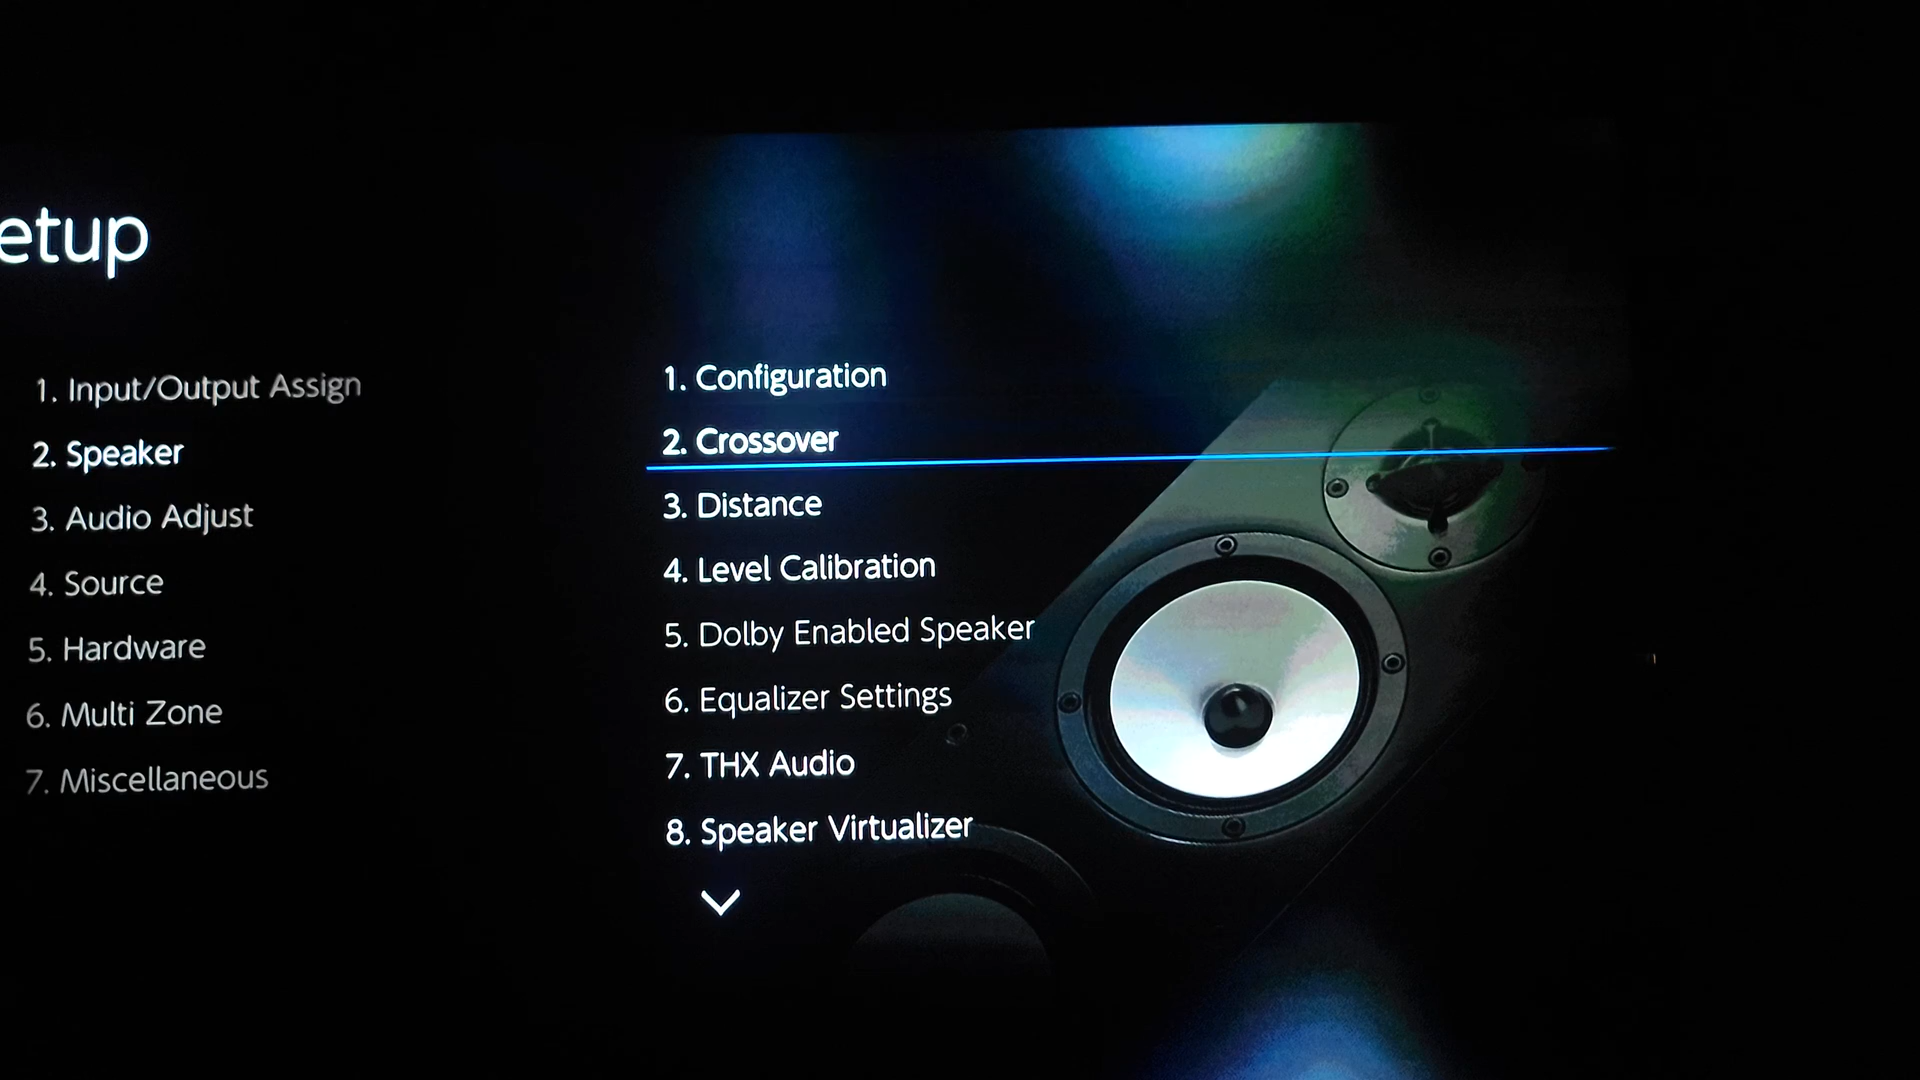 etup
1. Input/Output Assign
2. Speaker
3. Audio Adjust
4. Source
5. Hardware
6. Multi Zone
7. Miscellaneous
1. Configuration
2. Crossover
3. Distance
4. Level Calibration
5. Dolby Enabled Speaker
6. Equalizer Settings
7. THX Audio
8. Speaker Virtualizer